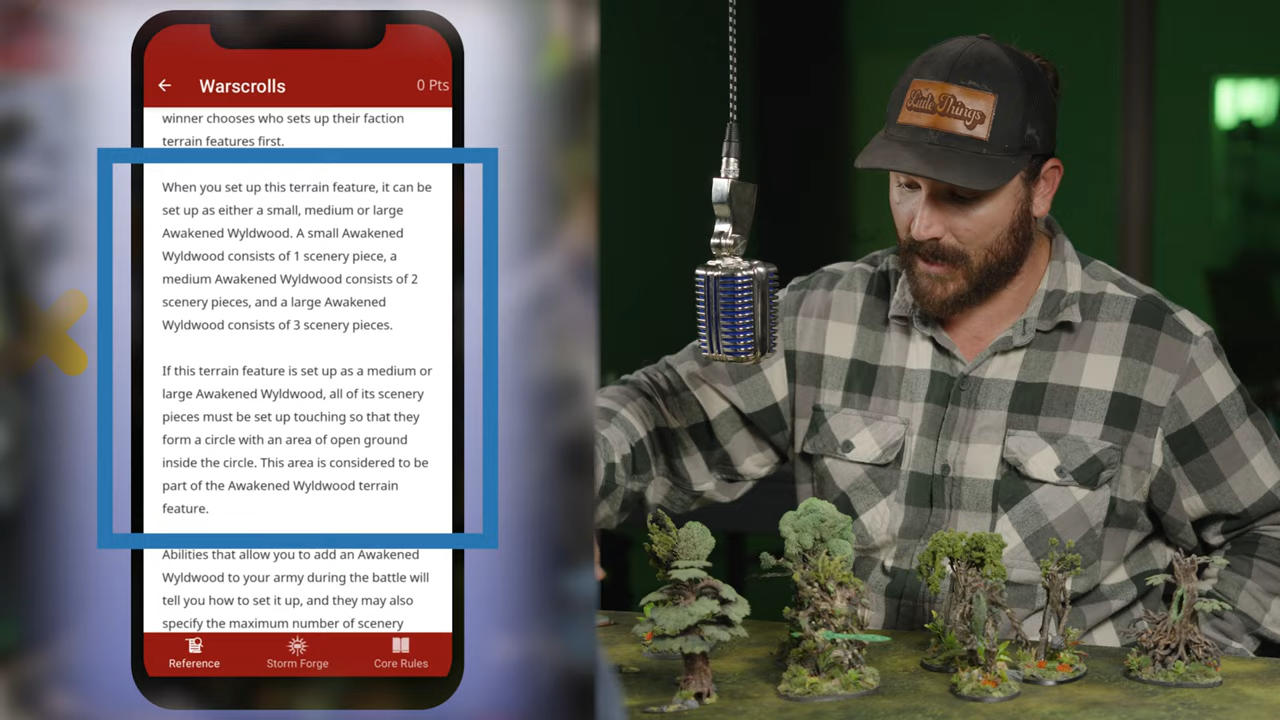 Warscrolls
0 Pts
winner chooses who sets up their faction
terrain features first.
When you set up this terrain feature, it can be
set up as either a small, medium or large
Awakened Wyldwood. A small Awakened
Wyldwood consists of 1 scenery piece, a
medium Awakened Wyldwood consists of 2
scenery pieces, and a large Awakened
Wyldwood consists of 3 scenery pieces.
If this terrain feature is set up as a medium or
large Awakened Wyldwood, all of its scenery
pieces must be set up touching so that they
form a circle with an area of open ground
inside the circle. This area is considered to be
part of the Awakened Wyldwood terrain
feature.
Abilities that allow you to add an Awakened
Wyldwood to your army during the battle will
tell you how to set it up, and they may also
specify the maximum number of scenery
Reference
Storm Forge
Core Rules
Little Things